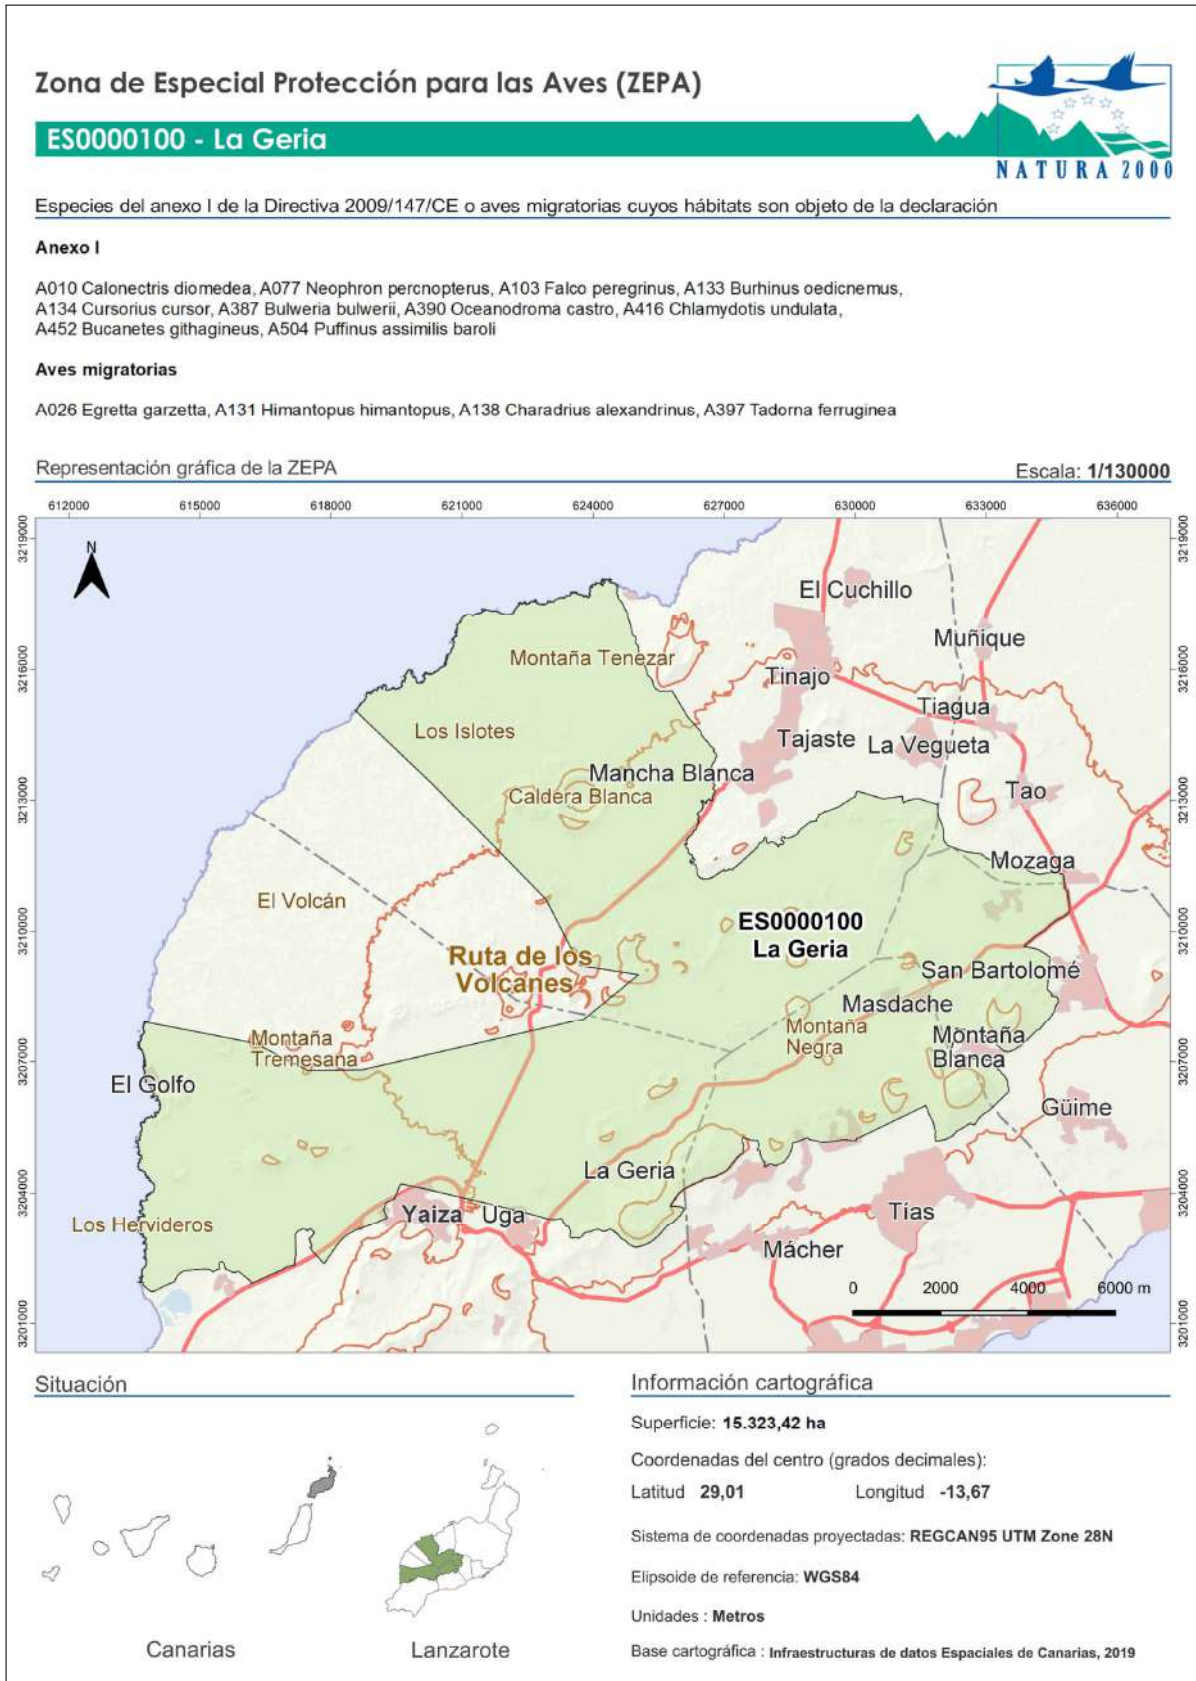 Zona de Especial Protección para las Aves (ZEPA)
ES0000100 - La Geria
NATURA 2000
Especies del anexo I de la Directiva 2009/147/CE o aves migratorias cuyos hábitats son objeto de la declaración
Anexo I
A010 Calonectris diomedea, A077 Neophron percnopterus, A103 Falco peregrinus, A133 Burhinus oedicnemus,
A134 Cursorius cursor, A387 Bulweria bulwerii, A390 Oceanodroma castro, A416 Chlamydotis undulata,
A452 Bucanetes githagineus, A504 Puffinus assimilis baroli
Aves migratorias
A026 Egretta garzetta, A131 Himantopus himantopus, A138 Charadrius alexandrinus, A397 Tadorna ferruginea
Representación gráfica de la ZEPA
Escala: 1/130000
612000 615000 618000 621000 624000 627000 630000 633000 636000
3219000 3219000
N
El Cuchillo
Muñique
Montaña Tenezar
3216000 3216000
Tinajo
Tiagua
Los Islotes
Tajaste La Vegueta
Mancha Blanca
Caldera Blanca
Tao
3213000 3213000
Mozaga
El Volcán
ES0000100
La Geria
3210000 3210000
Ruta de los
Volcanes
San Bartolomé
Masdache
Montaña
Negra
Montaña
Blanca
Montaña
Tremesana
3207000 3207000
El Golfo
Güime
La Geria
3204000 3204000
Los Hervideros
Yaiza Uga
Tías
Mácher
0 2000 4000 6000 m
3201000 3201000
Situación
Canarias
Lanzarote
Información cartográfica
Superficie: 15.323,42 ha
Coordenadas del centro (grados decimales):
Latitud 29,01 Longitud -13,67
Sistema de coordenadas proyectadas: REGCAN95 UTM Zone 28N
Elipsoide de referencia: WGS84
Unidades : Metros
Base cartográfica : Infraestructuras de datos Espaciales de Canarias, 2019